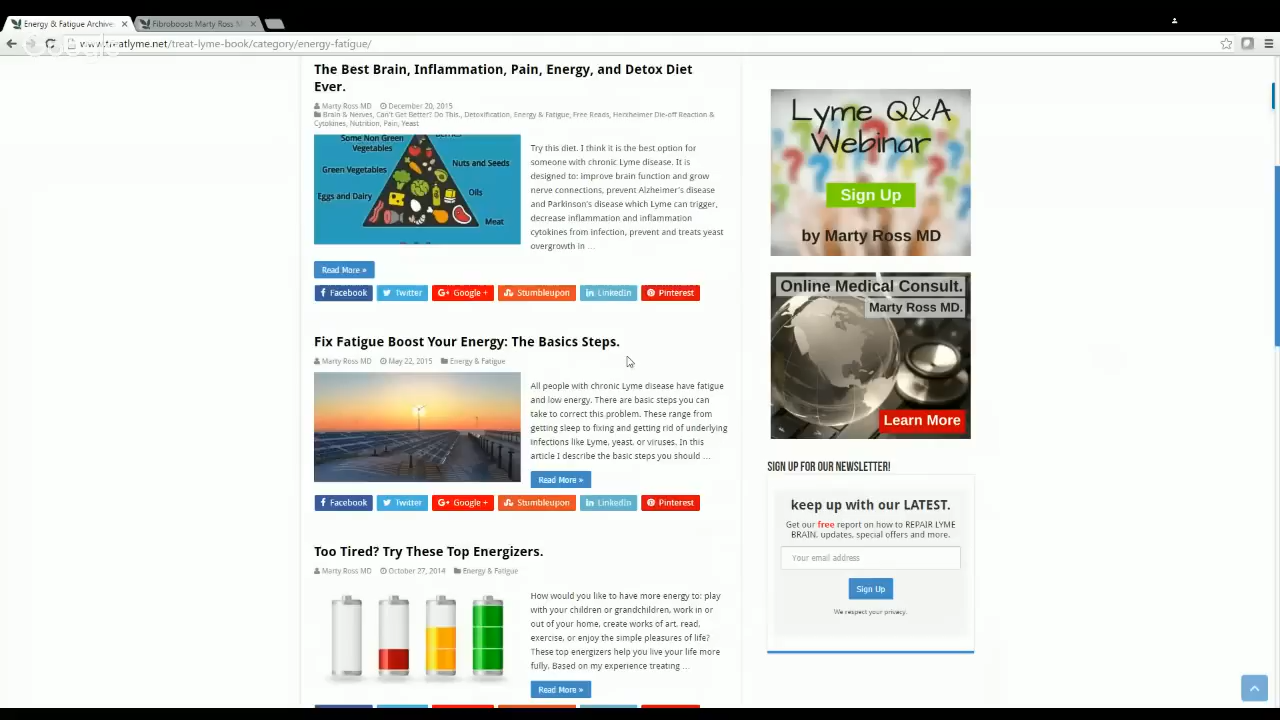 Energy & Fatigue Archive
Fibroboost: Marty Ross M
www.treatlyme.net/treat-lyme-book/category/energy-fatigue/
The Best Brain, Inflammation, Pain, Energy, and Detox Diet
Ever.
Marty Ross MD December 20, 2015
Brain & Nerves, Can't Get Better? Do This., Detoxification, Energy & Fatigue, Free Reads, Herxheimer Die-off Reaction &
Cytokines, Nutrition, Pain, Yeast
Some Non Green
Vegetables
Berries
Green Vegetables
Nuts and Seeds
Eggs and Dairy
Oils
Meat
Try this diet. I think it is the best option for
someone with chronic Lyme disease. It is
designed to: improve brain function and grow
nerve connections, prevent Alzheimer's disease
and Parkinson's disease which Lyme can trigger,
decrease inflammation and inflammation
cytokines from infection, prevent and treats yeast
overgrowth in …
Read More »
Facebook Twitter Google + Stumbleupon LinkedIn Pinterest
Fix Fatigue Boost Your Energy: The Basics Steps.
Marty Ross MD May 22, 2015 Energy & Fatigue
All people with chronic Lyme disease have fatigue
and low energy. There are basic steps you can
take to correct this problem. These range from
getting sleep to fixing and getting rid of underlying
infections like Lyme, yeast, or viruses. In this
article I describe the basic steps you should …
Read More »
Facebook Twitter Google + Stumbleupon LinkedIn Pinterest
Too Tired? Try These Top Energizers.
Marty Ross MD October 27, 2014 Energy & Fatigue
How would you like to have more energy to: play
with your children or grandchildren, work in or
out of your home, create works of art, read,
exercise, or enjoy the simple pleasures of life?
These top energizers help you live your life more
fully. Based on my experience treating …
Read More »
Lyme Q&A
Webinar
Sign Up
by Marty Ross MD
Online Medical Consult.
Marty Ross MD.
Learn More
SIGN UP FOR OUR NEWSLETTER!
keep up with our LATEST.
Get our free report on how to REPAIR LYME
BRAIN, updates, special offers and more.
Your email address
Sign Up
We respect your privacy.